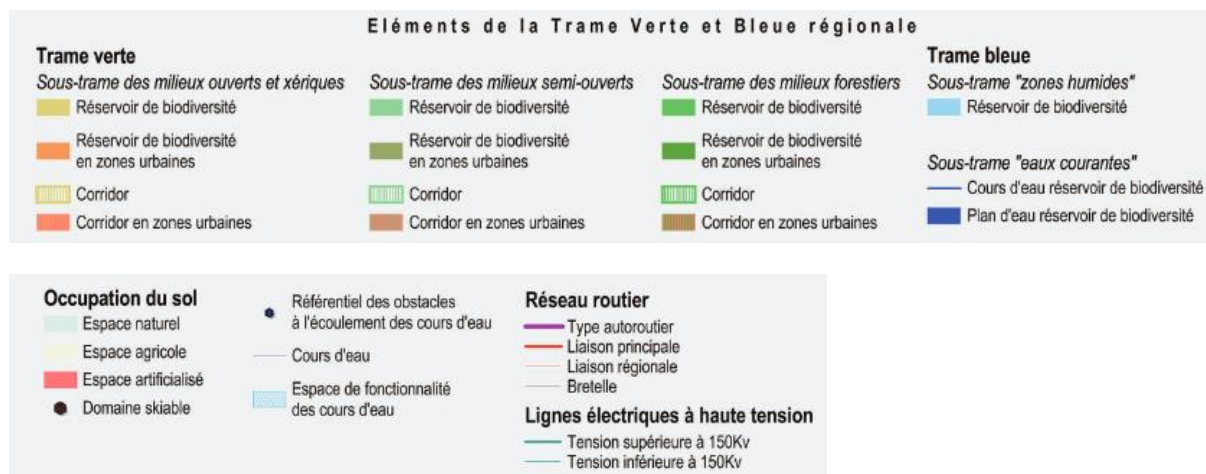 Eléments de la Trame Verte et Bleue régionale
Trame verte
Sous-trame des milieux ouverts et xériques
Réservoir de biodiversité
Réservoir de biodiversité
en zones urbaines
Corridor
Corridor en zones urbaines
Sous-trame des milieux semi-ouverts
Réservoir de biodiversité
Réservoir de biodiversité
en zones urbaines
Corridor
Corridor en zones urbaines
Sous-trame des milieux forestiers
Réservoir de biodiversité
Réservoir de biodiversité
en zones urbaines
Corridor
Corridor en zones urbaines
Trame bleue
Sous-trame "zones humides"
Réservoir de biodiversité
Sous-trame "eaux courantes"
Cours d'eau réservoir de biodiversité
Plan d'eau réservoir de biodiversité
Occupation du sol
Espace naturel
Espace agricole
Espace artificialisé
Domaine skiable
Référentiel des obstacles
à l'écoulement des cours d'eau
Cours d'eau
Espace de fonctionnalité
des cours d'eau
Réseau routier
Type autoroutier
Liaison principale
Liaison régionale
Bretelle
Lignes électriques à haute tension
Tension supérieure à 150Kv
Tension inférieure à 150Kv